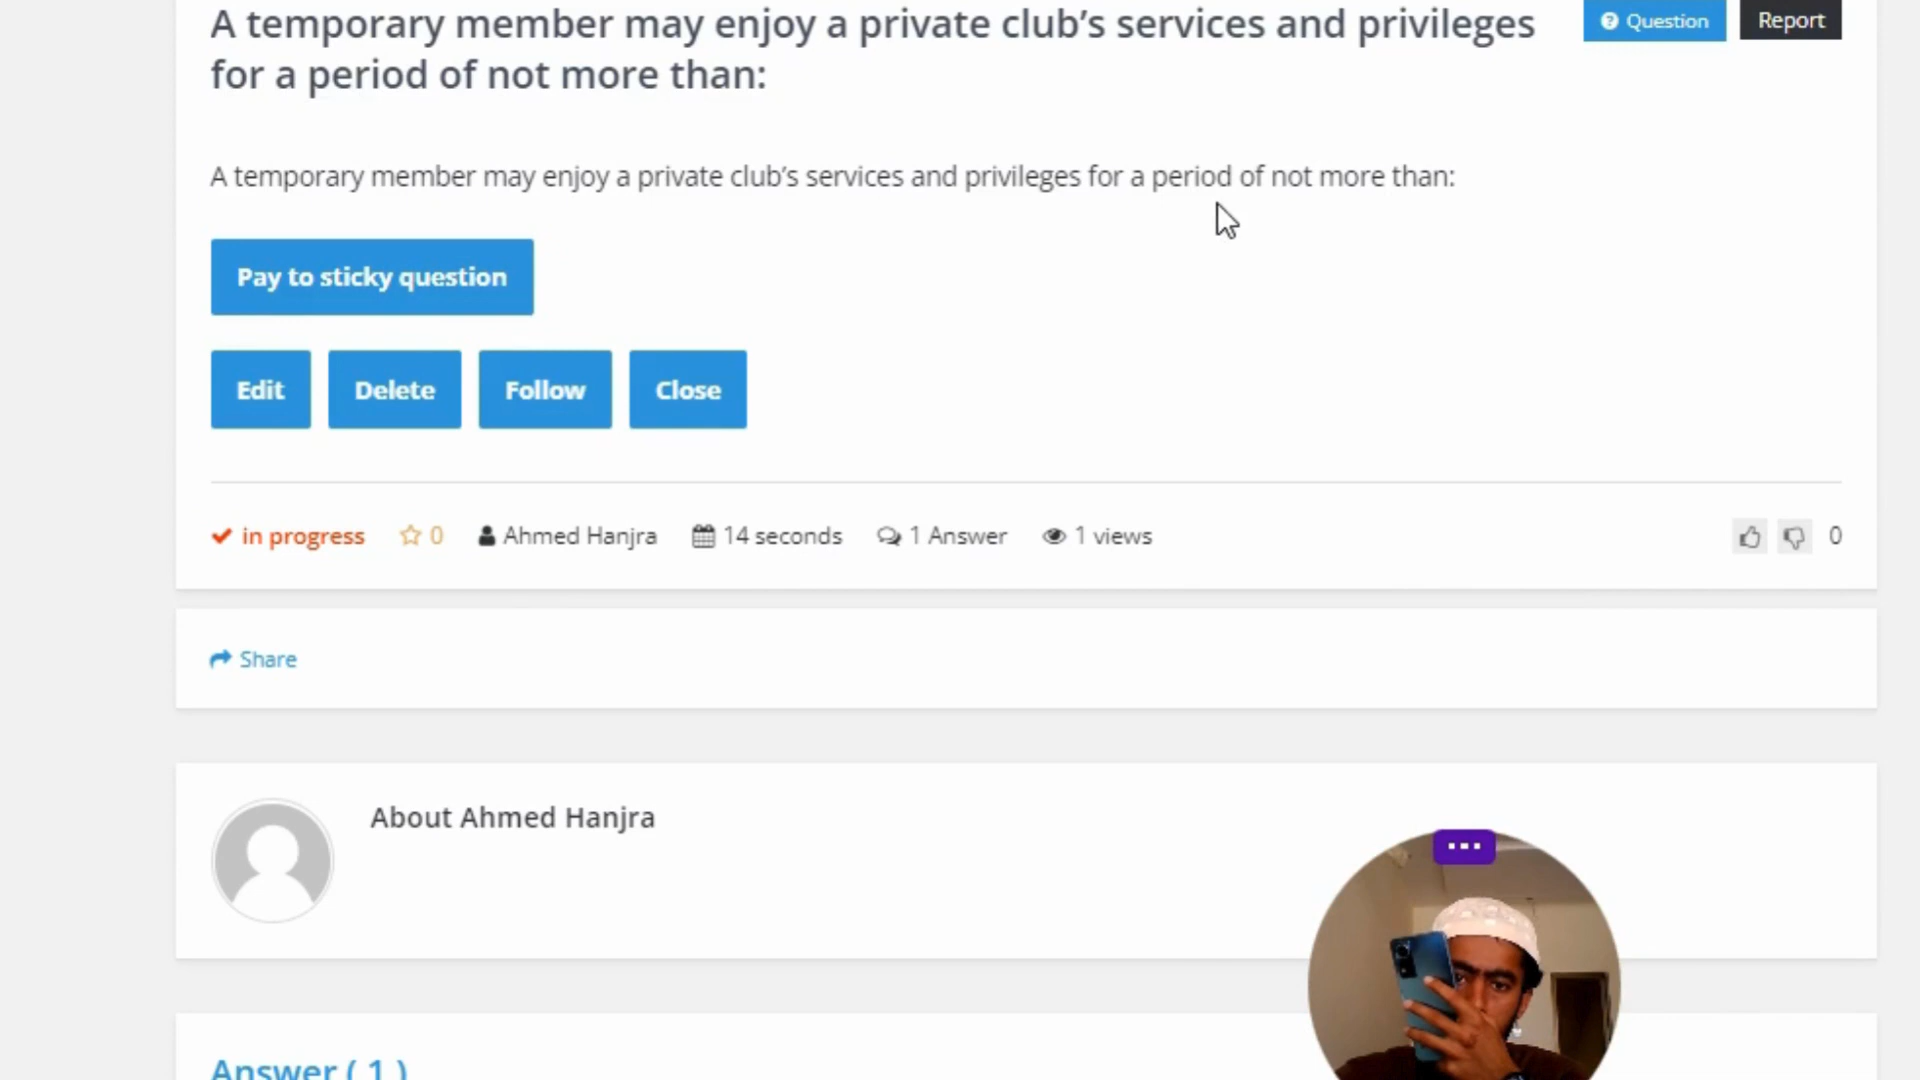 A temporary member may enjoy a private club's services and privileges
for a period of not more than:
Question
Report
A temporary member may enjoy a private club's services and privileges for a period of not more than:
Pay to sticky question
Edit
Delete
Follow
Close
in progress
0
Ahmed Hanjra
14 seconds
1 Answer
1 views
0
Share
About Ahmed Hanjra
Answer ( 1 )